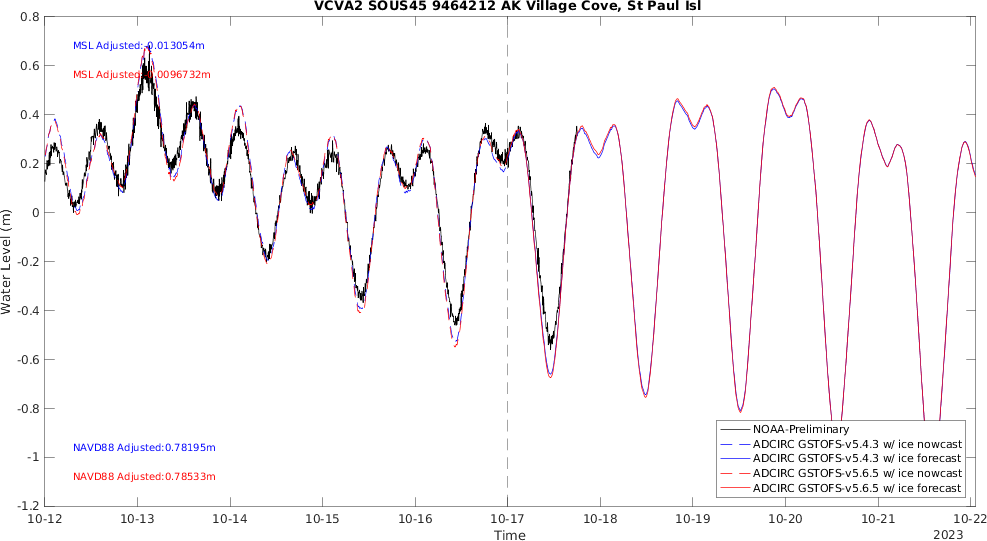 VCVA2 SOUS45 9464212 AK Village Cove, St Paul Isl
0.8
0.6
0.4
0.2
0
-0.2
-0.4
-0.6
-0.8
-1
-1.2
Water Level (m)
MSL Adjusted:-0.013054m
MSL Adjusted:-0.0096732m
NAVD88 Adjusted:0.78195m
NAVD88 Adjusted:0.78533m
NOAA-Preliminary
ADCIRC GSTOFS-v5.4.3 w/ ice nowcast
ADCIRC GSTOFS-v5.4.3 w/ ice forecast
ADCIRC GSTOFS-v5.6.5 w/ ice nowcast
ADCIRC GSTOFS-v5.6.5 w/ ice forecast
10-12 10-13 10-14 10-15 10-16 10-17 10-18 10-19 10-20 10-21 10-22
Time
2023